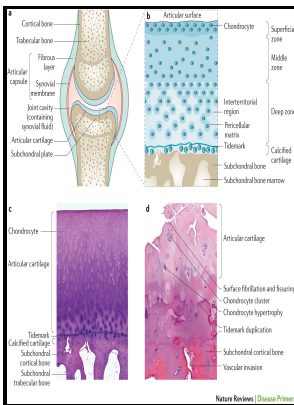 a
Cortical bone
Trabecular bone
Fibrous
layer
Articular
capsule
Synovial
membrane
Joint cavity
(containing
synovial fluid)
Articular cartilage
Subchondral plate
b
Articular surface
Chondrocyte
Superficial
zone
Middle
zone
Interterritorial
region
Deep zone
Pericellular
matrix
Tidemark
Calcified
cartilage
Subchondral bone
Subchondral bone marrow
c
Chondrocyte
Articular cartilage
Tidemark
Calcified cartilage
Subchondral
cortical bone
Subchondral
trabecular bone
d
Articular cartilage
Surface fibrillation and fissuring
Chondrocyte cluster
Chondrocyte hypertrophy
Tidemark duplication
Subchondral cortical bone
Vascular invasion
Nature Reviews | Disease Primers